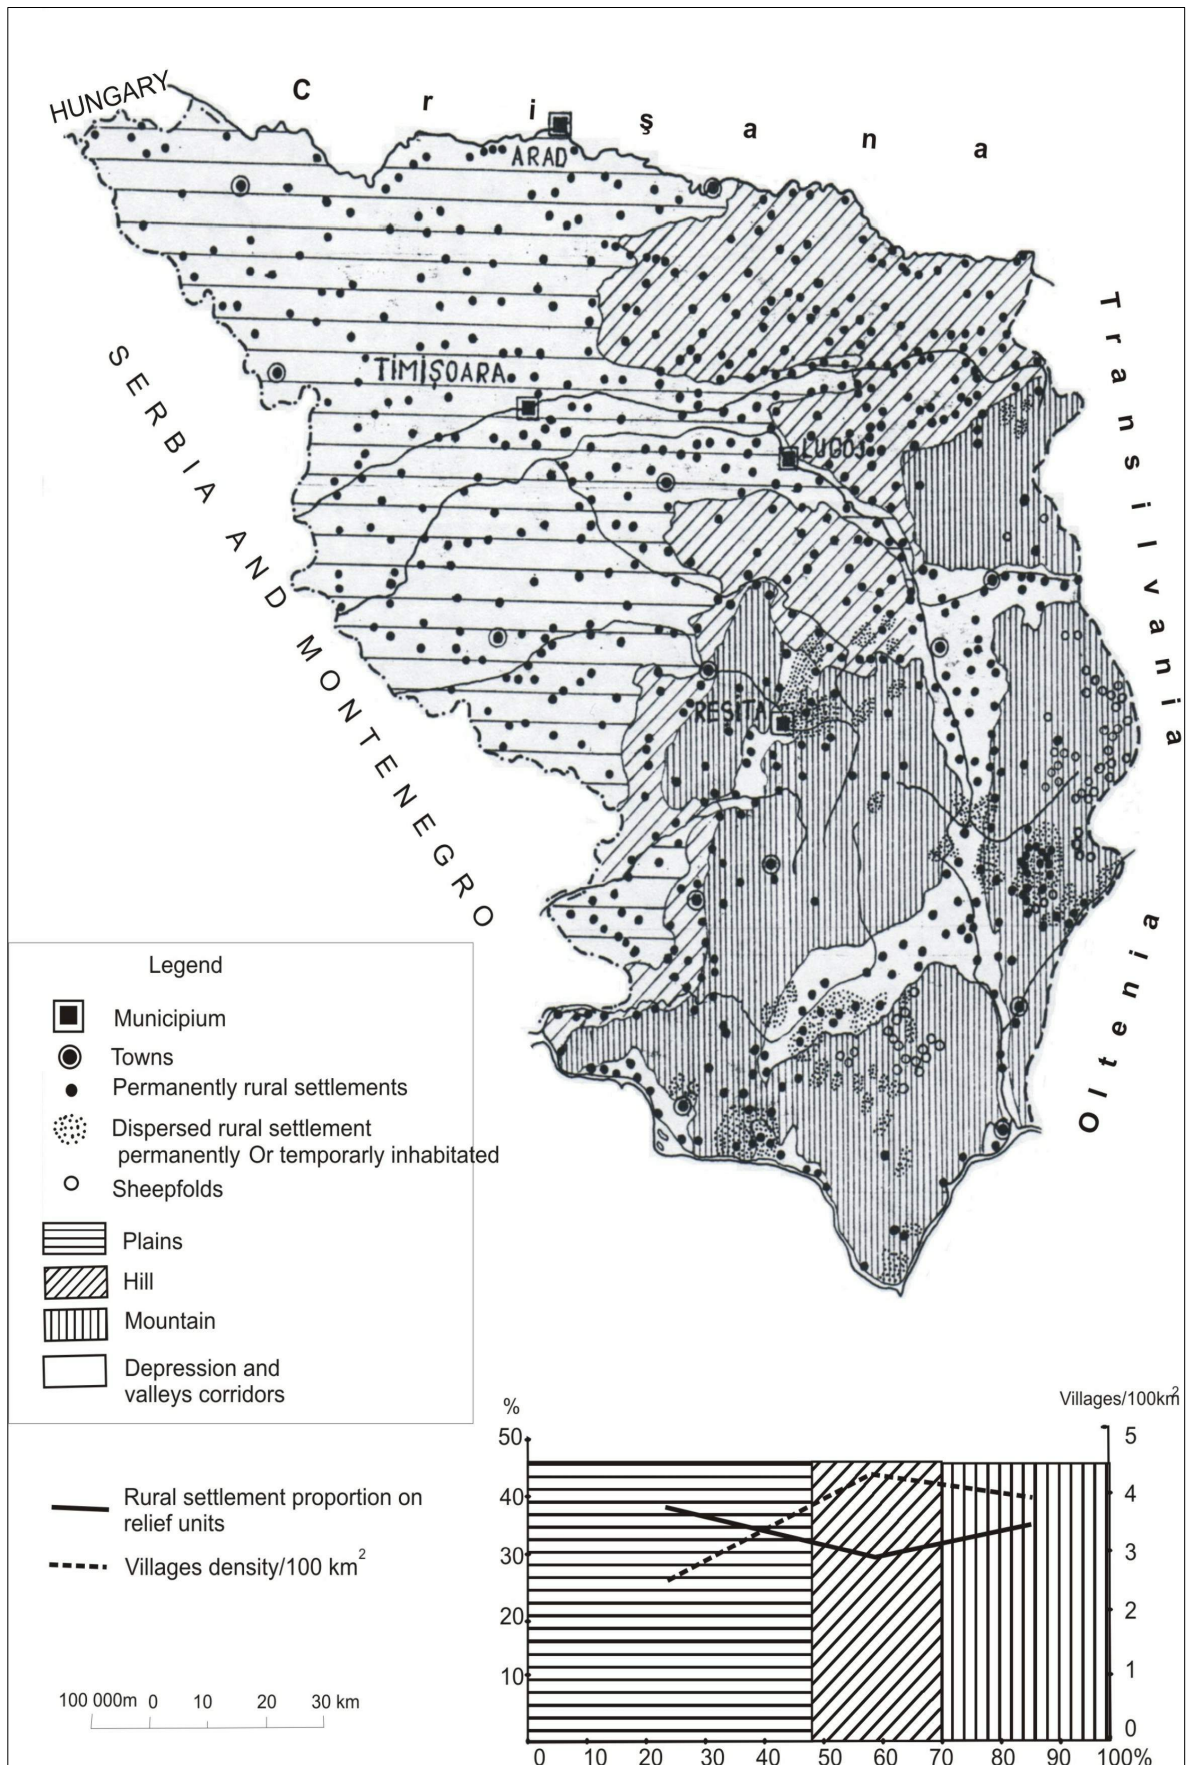 HUNGARY
C r i ş a n a
ARAD
TIMIŞOARA
LUGOJ
REŞIŢA
SERBIA AND MONTENEGRO
Transilvania
Oltenia
Legend
Municipium
Towns
Permanently rural settlements
Dispersed rural settlement
permanently Or temporarly inhabitated
Sheepfolds
Plains
Hill
Mountain
Depression and
valleys corridors
Rural settlement proportion on
relief units
Villages density/100 km²
100 000m 0 10 20 30 km
%
50
40
30
20
10
Villages/100km²
5
4
3
2
1
0
0 10 20 30 40 50 60 70 80 90 100%